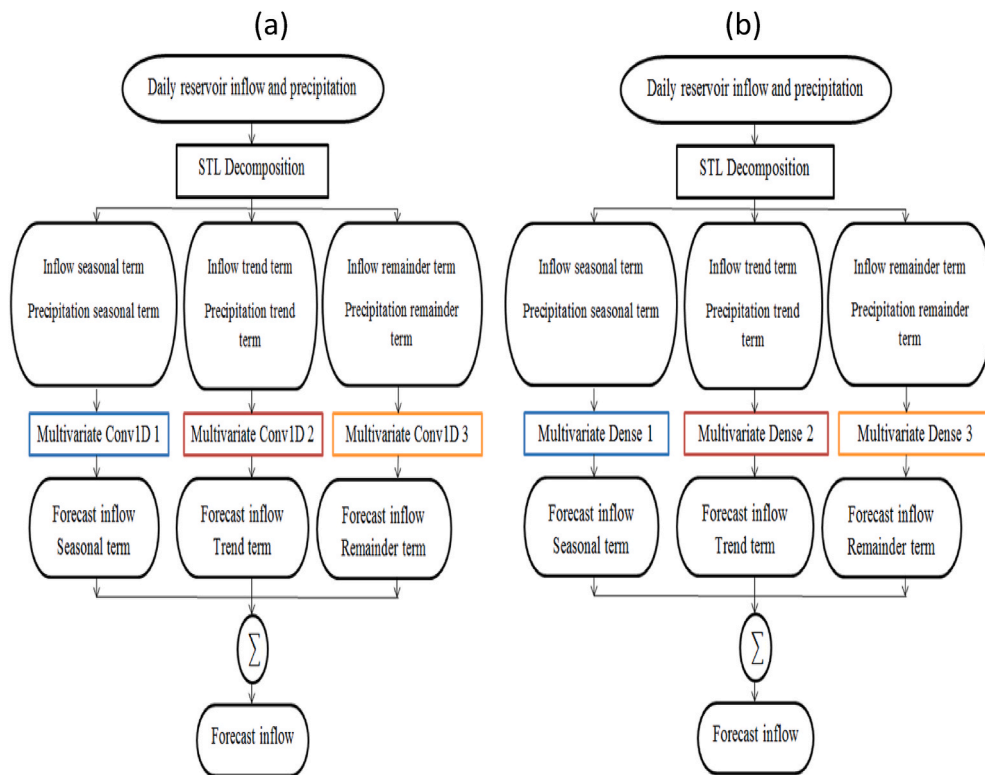 (a)
Daily reservoir inflow and precipitation
STL Decomposition
Inflow seasonal term
Precipitation seasonal term
Inflow trend term
Precipitation trend
term
Inflow remainder term
Precipitation remainder
term
Multivariate Conv1D 1
Multivariate Conv1D 2
Multivariate Conv1D 3
Forecast inflow
Seasonal term
Forecast inflow
Trend term
Forecast inflow
Remainder term
∑
Forecast inflow
(b)
Daily reservoir inflow and precipitation
STL Decomposition
Inflow seasonal term
Precipitation seasonal term
Inflow trend term
Precipitation trend
term
Inflow remainder term
Precipitation remainder
term
Multivariate Dense 1
Multivariate Dense 2
Multivariate Dense 3
Forecast inflow
Seasonal term
Forecast inflow
Trend term
Forecast inflow
Remainder term
∑
Forecast inflow